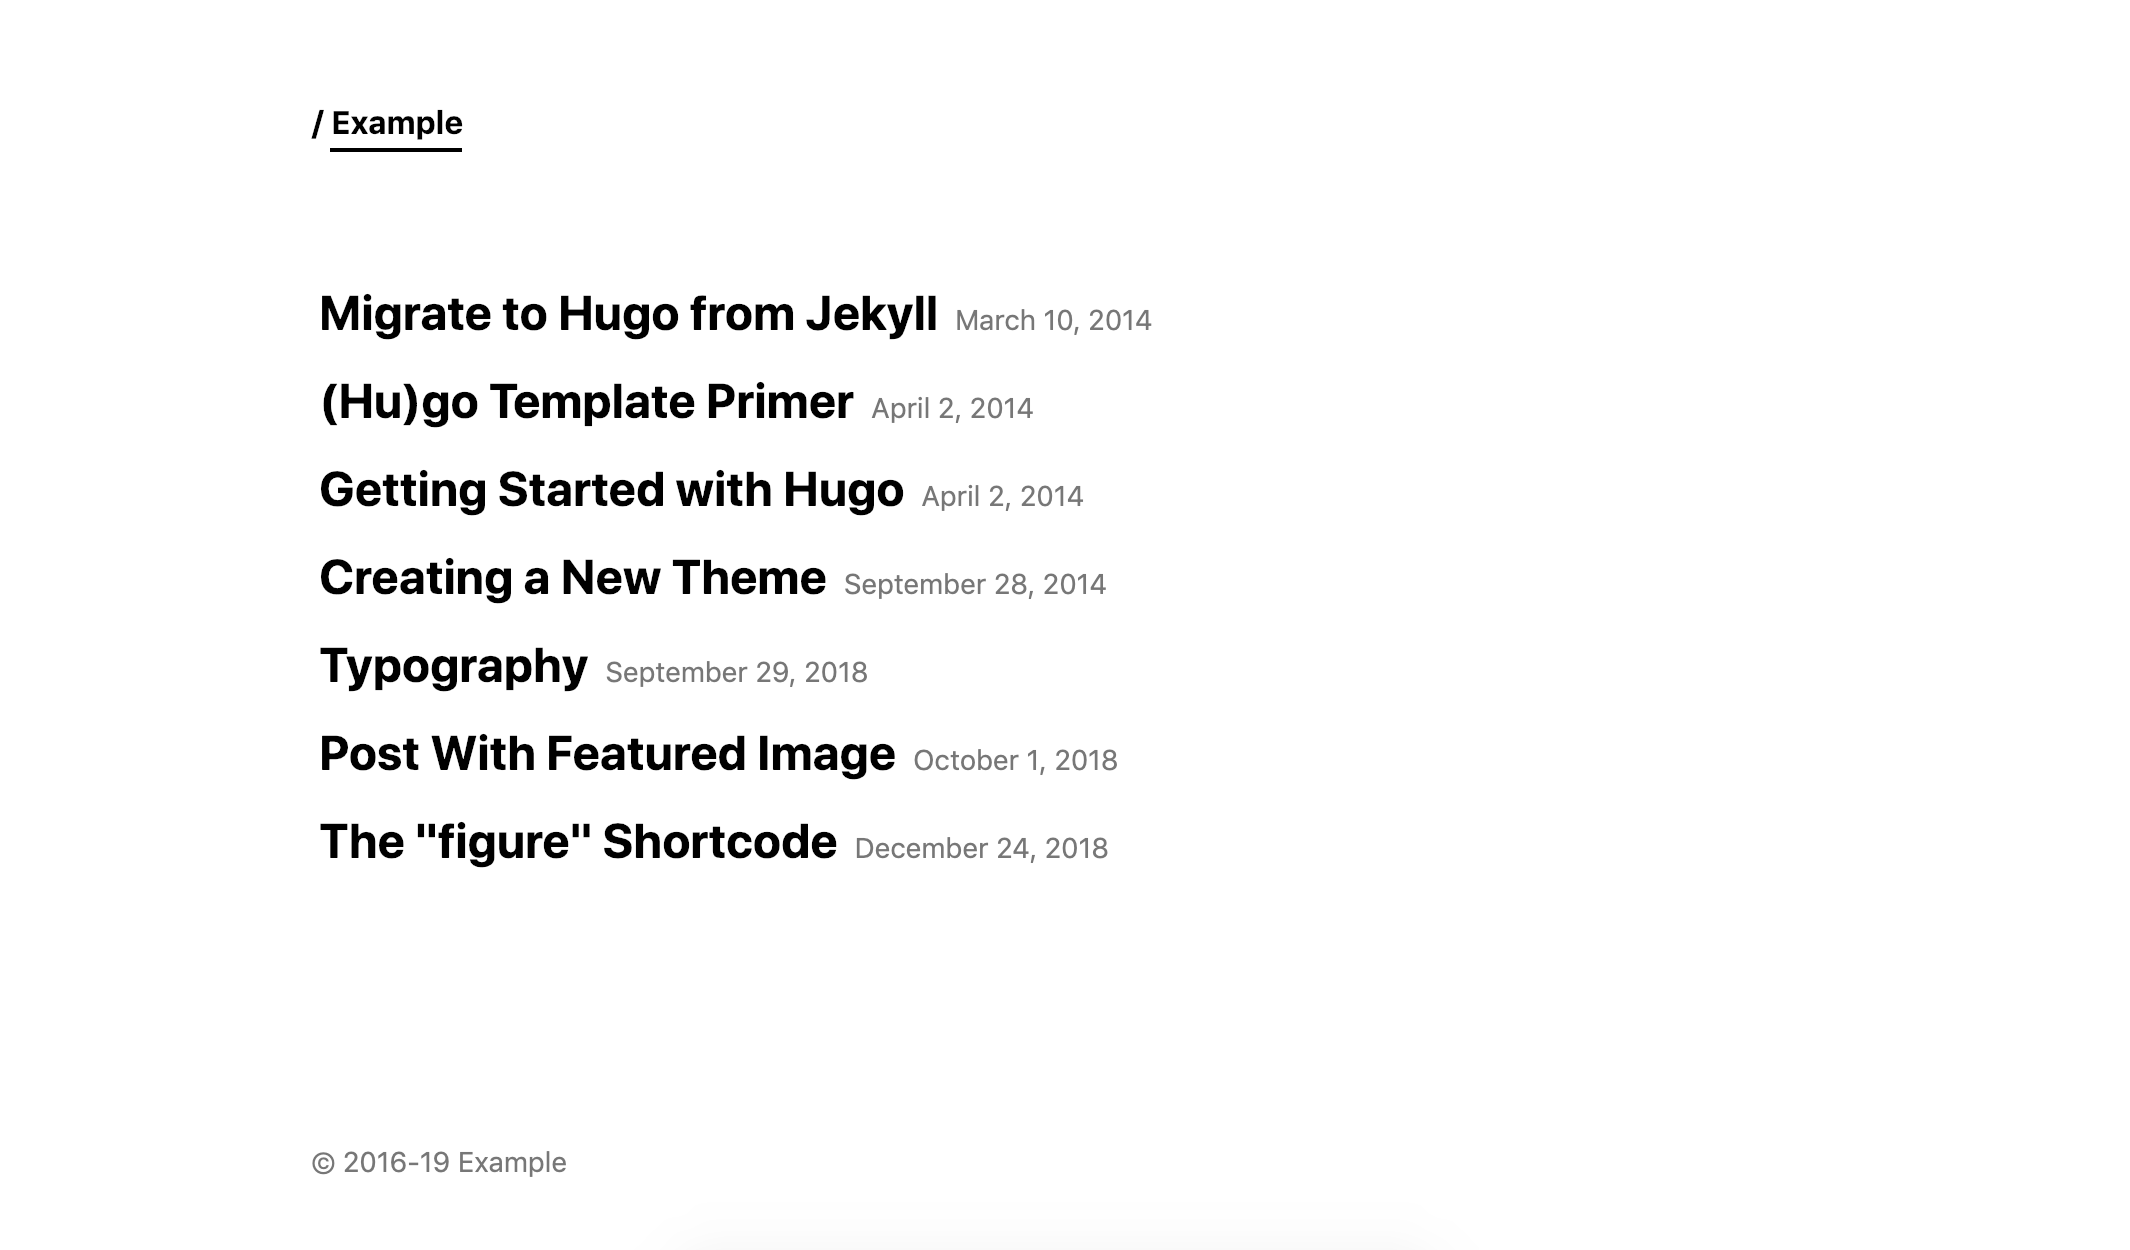 / Example
Migrate to Hugo from Jekyll March 10, 2014
(Hu)go Template Primer April 2, 2014
Getting Started with Hugo April 2, 2014
Creating a New Theme September 28, 2014
Typography September 29, 2018
Post With Featured Image October 1, 2018
The "figure" Shortcode December 24, 2018
© 2016-19 Example